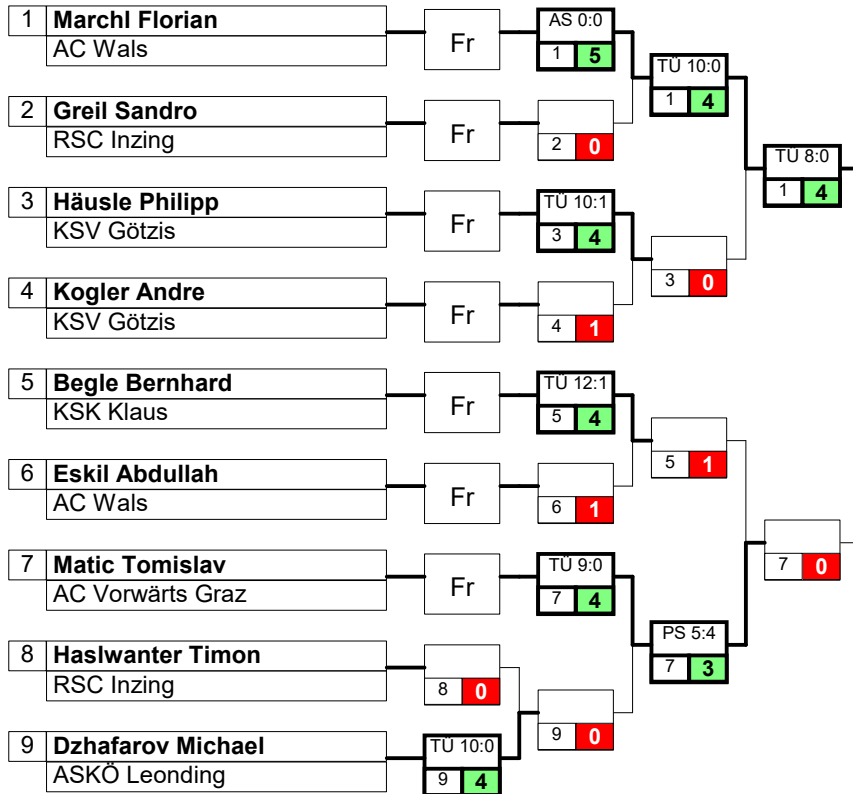 1 Marchl Florian
AC Wals
Fr
AS 0:0
1 5
TÜ 10:0
1 4
2 Greil Sandro
RSC Inzing
Fr
2 0
TÜ 8:0
1 4
3 Häusle Philipp
KSV Götzis
Fr
TÜ 10:1
3 4
3 0
4 Kogler Andre
KSV Götzis
Fr
4 1
5 Begle Bernhard
KSK Klaus
Fr
TÜ 12:1
5 4
5 1
6 Eskil Abdullah
AC Wals
Fr
6 1
7 0
7 Matic Tomislav
AC Vorwärts Graz
Fr
TÜ 9:0
7 4
PS 5:4
7 3
8 Haslwanter Timon
RSC Inzing
8 0
9 0
9 Dzhafarov Michael
ASKÖ Leonding
TÜ 10:0
9 4